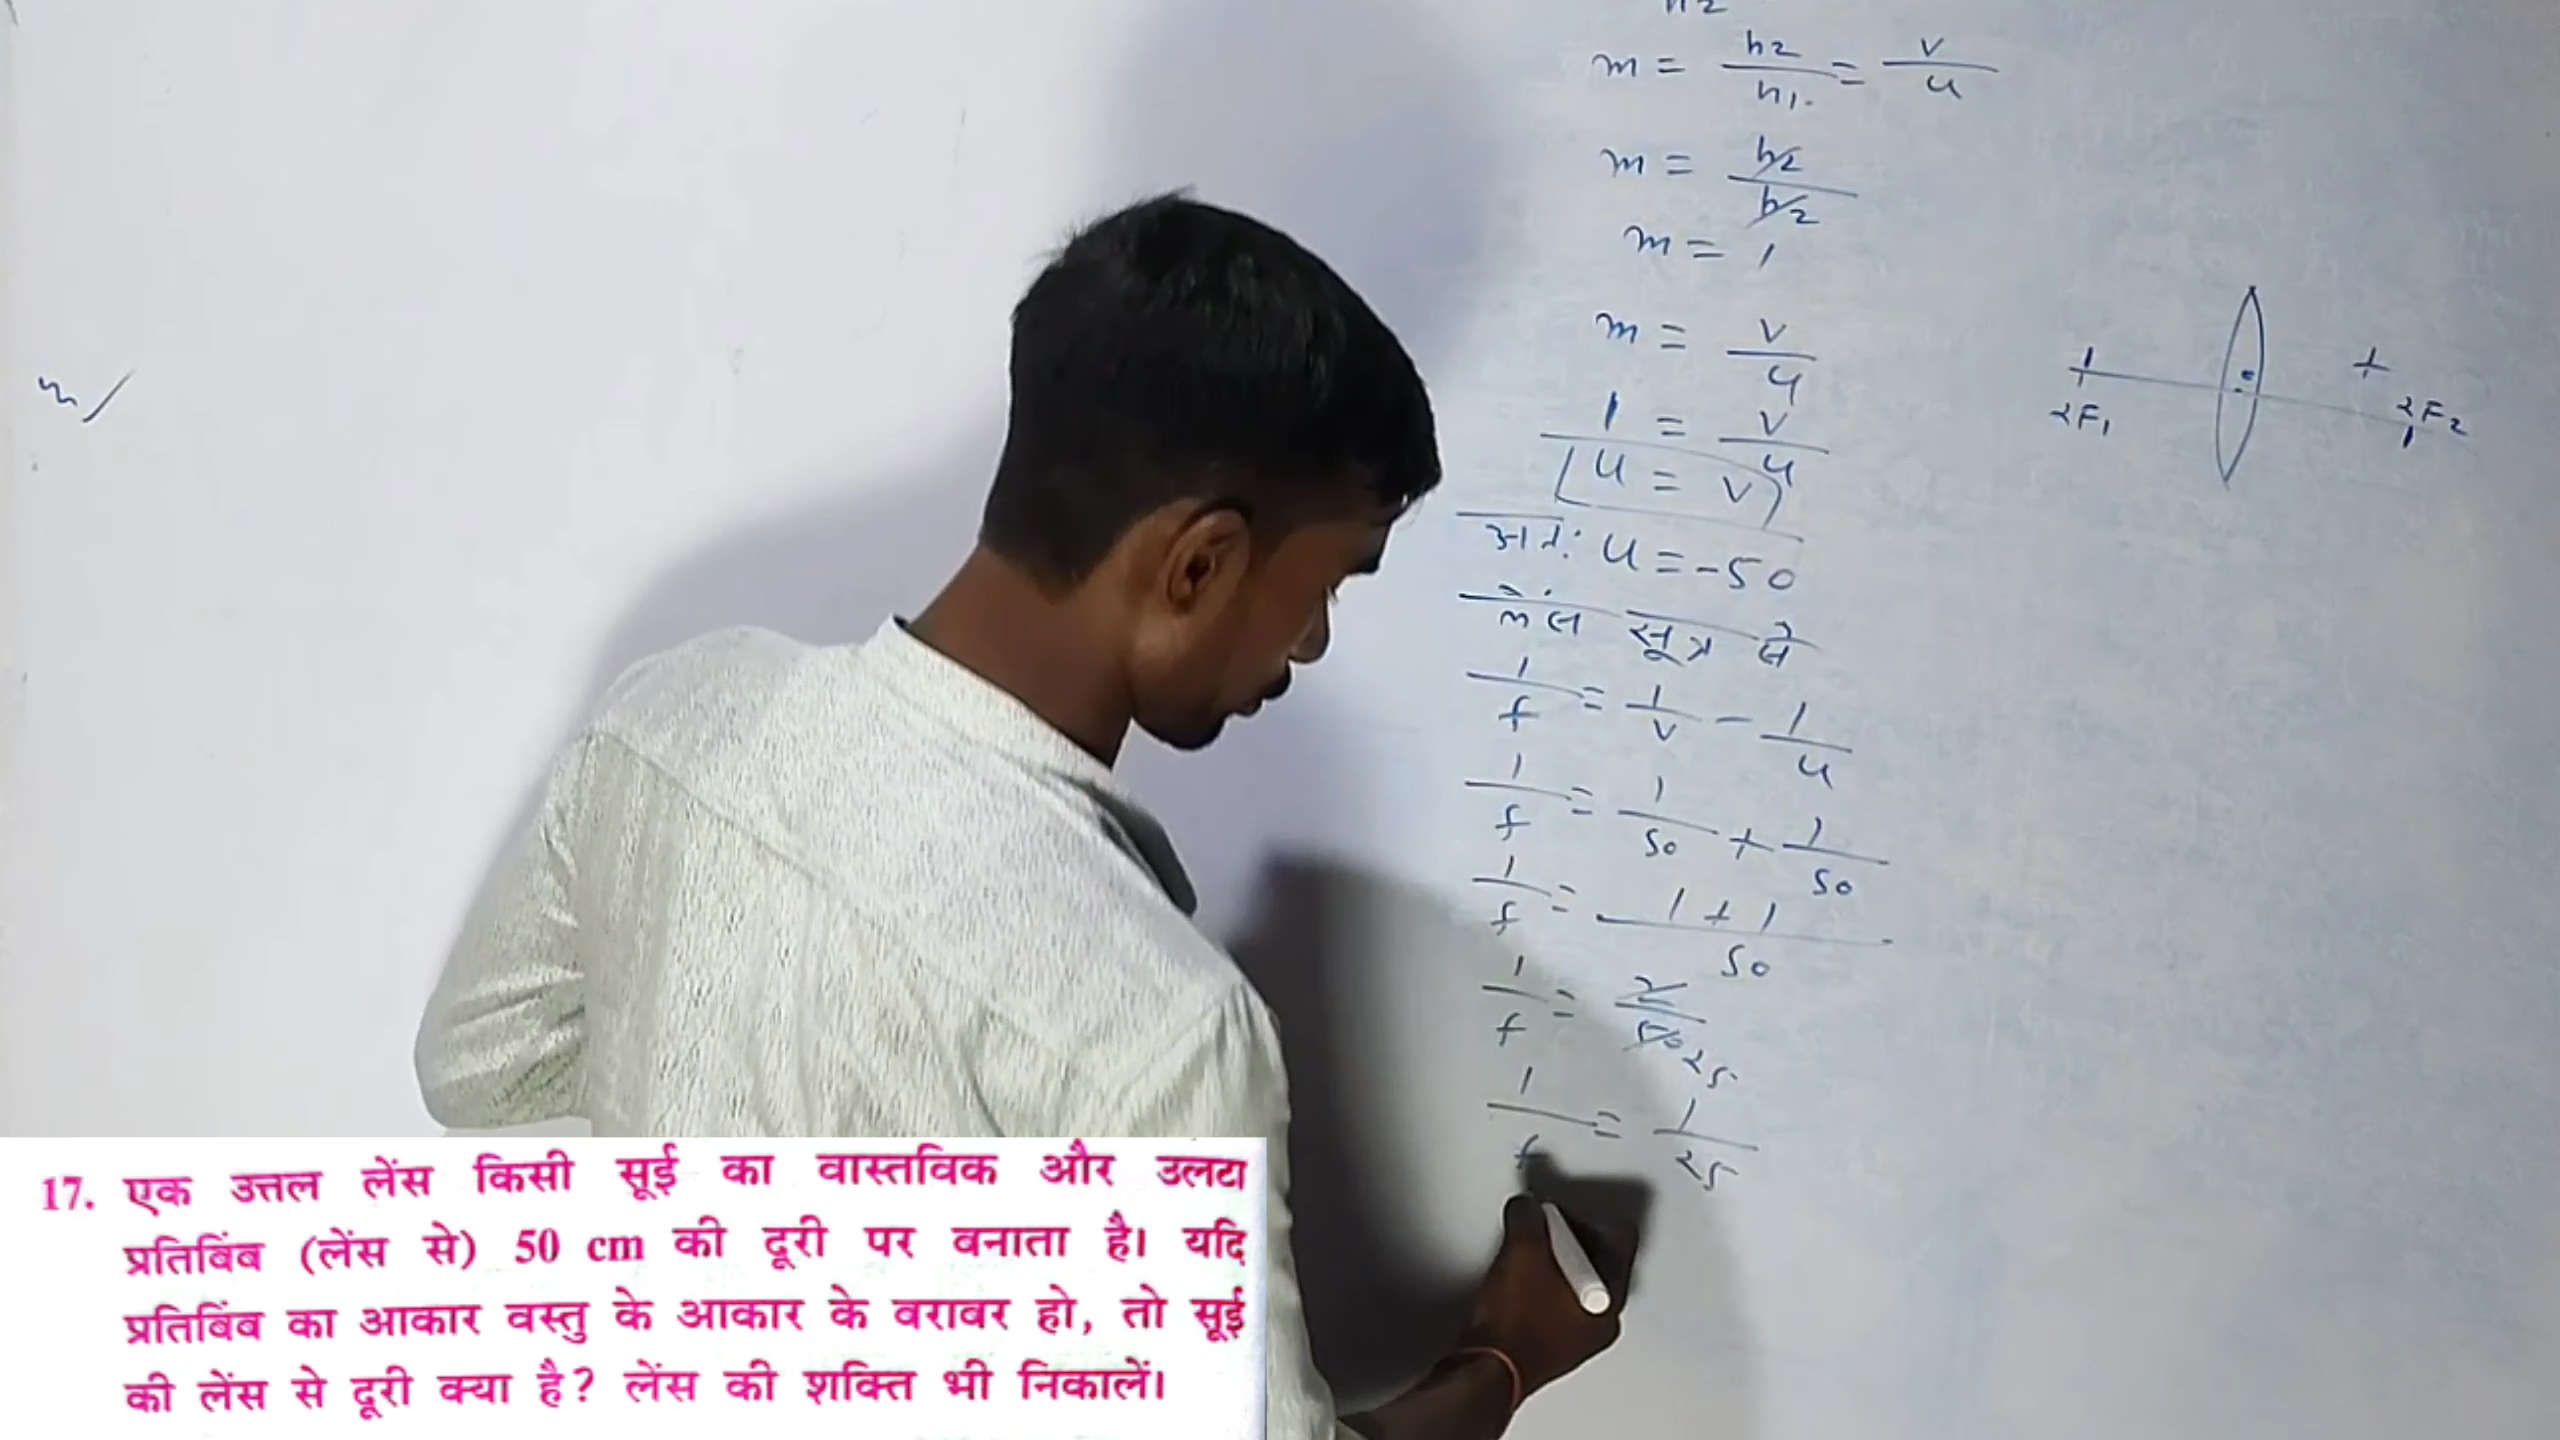 h2
m = h2/h1. = v/u
m = h2/h2
m = 1
m = v/u
1 = v/u
u = v
अतः u = -50
लेंस सूत्र से
1/f = 1/v - 1/u
1/f = 1/50 + 1/50
1/f = 1+1/50
1/f = 2/50 25
1/f = 1/25
2F1
2F2
17. एक उत्तल लेंस किसी सूई का वास्तविक और उलटा
प्रतिबिंब (लेंस से) 50 cm की दूरी पर बनाता है। यदि
प्रतिबिंब का आकार वस्तु के आकार के बराबर हो, तो सूई
की लेंस से दूरी क्या है? लेंस की शक्ति भी निकालें।